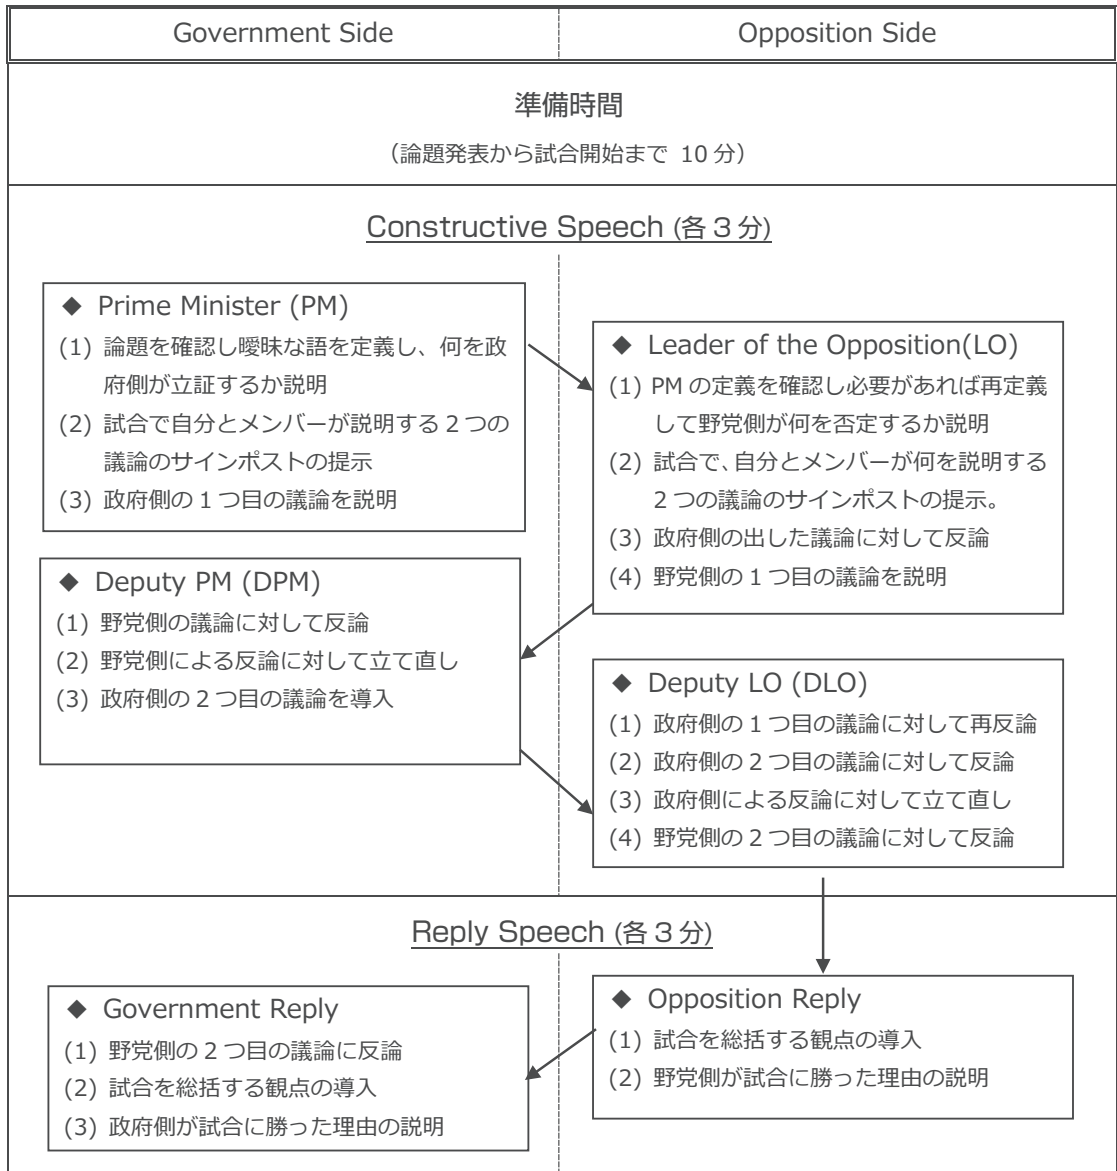 Government Side
Opposition Side
準備時間
(論題発表から試合開始まで 10 分)
Constructive Speech (各 3 分)
◆ Prime Minister (PM)
(1) 論題を確認し曖昧な語を定義し、何を政
府側が立証するか説明
(2) 試合で自分とメンバーが説明する 2 つの
議論のサインポストの提示
(3) 政府側の 1 つ目の議論を説明
◆ Leader of the Opposition(LO)
(1) PM の定義を確認し必要があれば再定義
して野党側が何を否定するか説明
(2) 試合で、自分とメンバーが何を説明する
2 つの議論のサインポストの提示。
(3) 政府側の出した議論に対して反論
(4) 野党側の 1 つ目の議論を説明
◆ Deputy PM (DPM)
(1) 野党側の議論に対して反論
(2) 野党側による反論に対して立て直し
(3) 政府側の 2 つ目の議論を導入
◆ Deputy LO (DLO)
(1) 政府側の 1 つ目の議論に対して再反論
(2) 政府側の 2 つ目の議論に対して反論
(3) 政府側による反論に対して立て直し
(4) 野党側の 2 つ目の議論に対して反論
Reply Speech (各 3 分)
◆ Opposition Reply
(1) 試合を総括する観点の導入
(2) 野党側が試合に勝った理由の説明
◆ Government Reply
(1) 野党側の 2 つ目の議論に反論
(2) 試合を総括する観点の導入
(3) 政府側が試合に勝った理由の説明